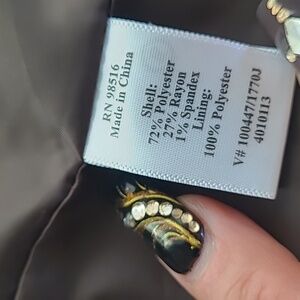 RN 98516
Made in China
Shell:
72% Polyester
27% Rayon
1% Spandex
Lining:
100% Polyester
V# 100447/1770J
4010113